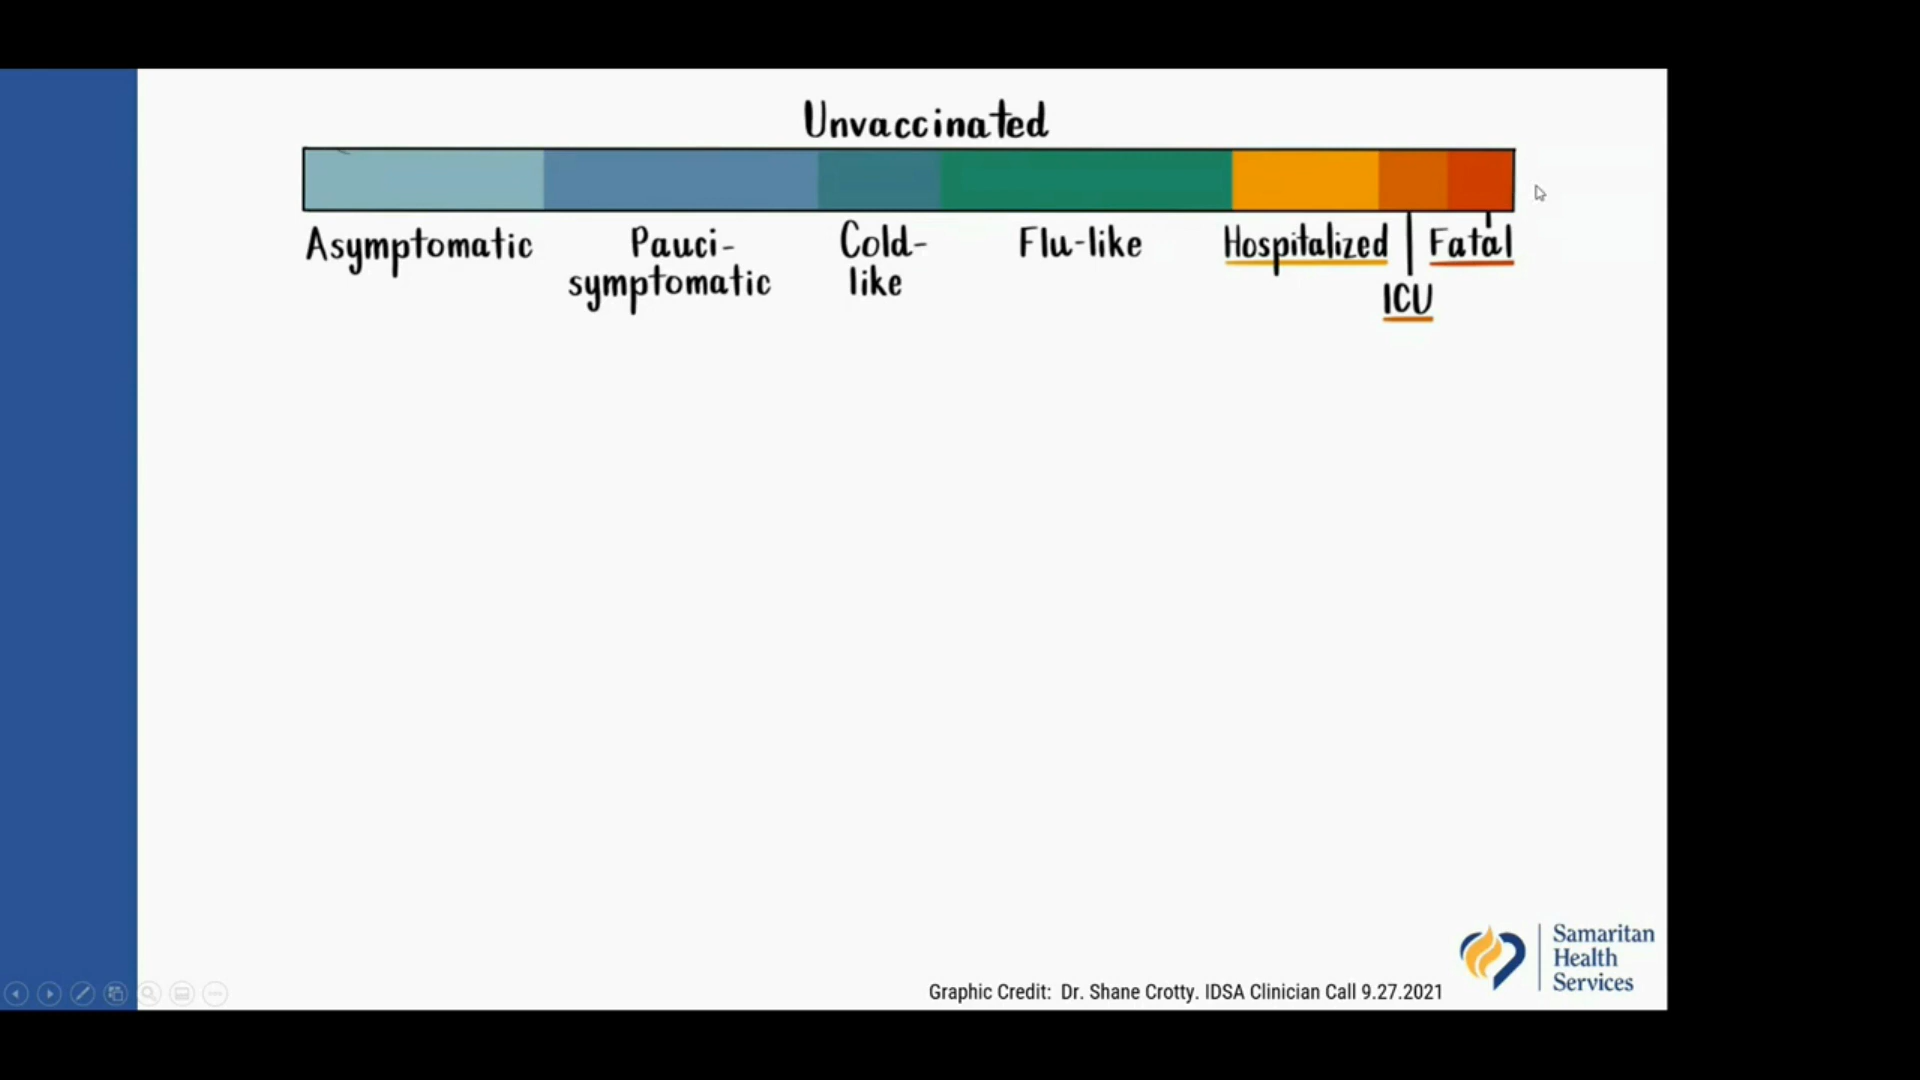 Unvaccinated
Asymptomatic
Pauci-
symptomatic
Cold-
like
Flu-like
Hospitalized
ICU
Fatal
Graphic Credit: Dr. Shane Crotty. IDSA Clinician Call 9.27.2021
Samaritan
Health
Services